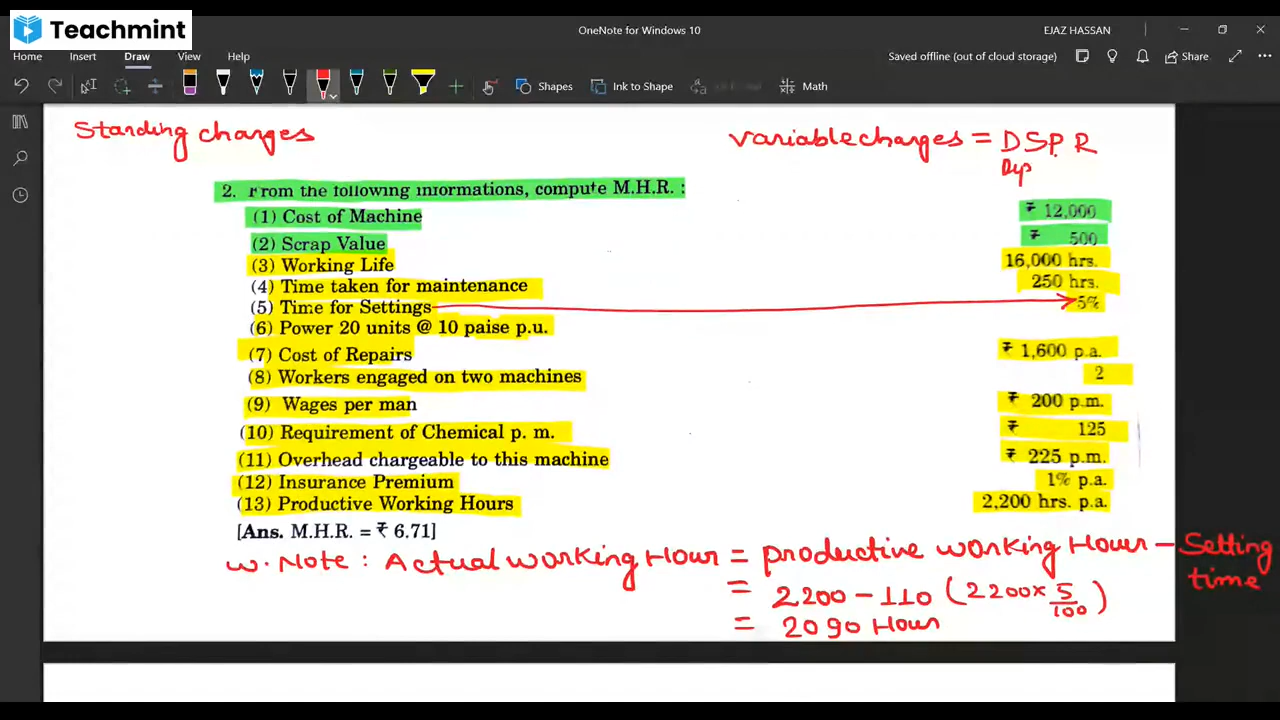 Teachmint
OneNote for Windows 10
EJAZ HASSAN
Home Insert Draw View Help
Saved offline (out of cloud storage)
Share
Shapes
Ink to Shape
Math
Standing charges
variable charges = D S P R
Dep
2. From the following informations, compute M.H.R. :
(1) Cost of Machine ₹ 12,000
(2) Scrap Value ₹ 500
(3) Working Life 16,000 hrs.
(4) Time taken for maintenance 250 hrs.
(5) Time for Settings 5%
(6) Power 20 units @ 10 paise p.u.
(7) Cost of Repairs ₹ 1,600 p.a.
(8) Workers engaged on two machines 2
(9) Wages per man ₹ 200 p.m.
(10) Requirement of Chemical p. m. ₹ 125
(11) Overhead chargeable to this machine ₹ 225 p.m.
(12) Insurance Premium 1% p.a.
(13) Productive Working Hours 2,200 hrs. p.a.
[Ans. M.H.R. = ₹ 6.71]
w. Note : Actual working Hour = productive working Hour - Setting time
= 2200 - 110 (2200 x 5/100)
= 2090 Hour